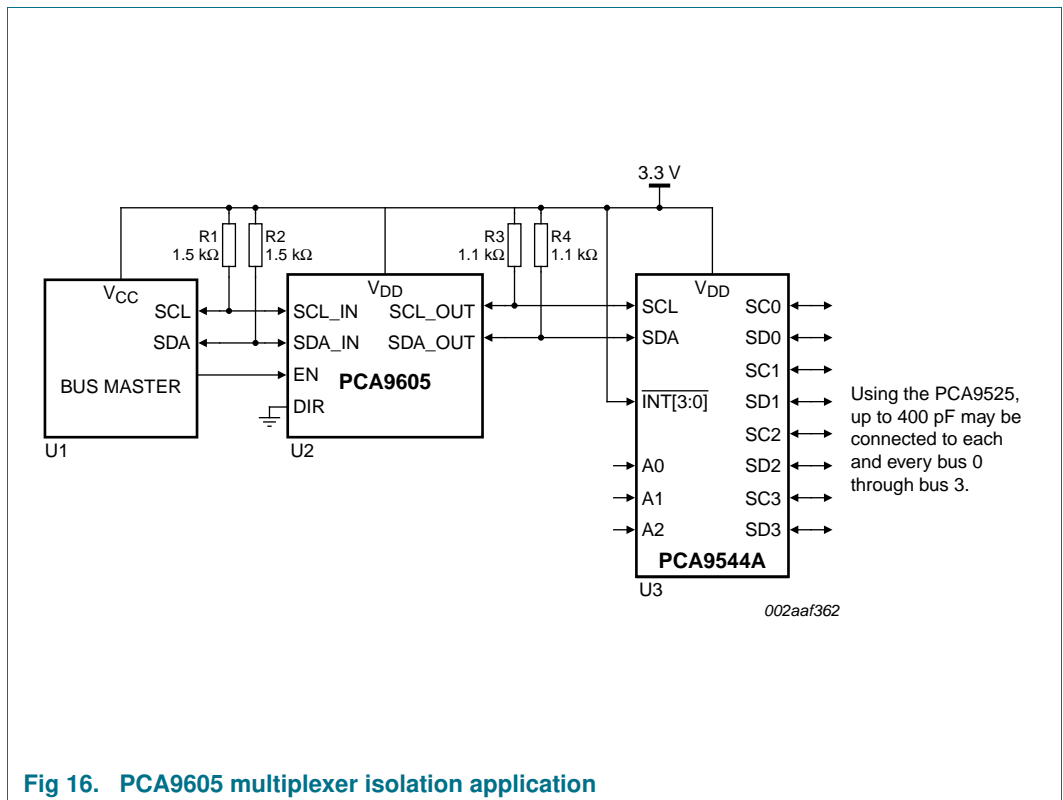 3.3 V
R1
1.5 kΩ
R2
1.5 kΩ
R3
1.1 kΩ
R4
1.1 kΩ
VCC
SCL
SDA
BUS MASTER
U1
VDD
SCL_IN
SCL_OUT
SDA_IN
SDA_OUT
EN
PCA9605
DIR
U2
VDD
SCL
SC0
SDA
SD0
SC1
INT[3:0]
SD1
SC2
A0
SD2
A1
SC3
A2
SD3
PCA9544A
U3
Using the PCA9525,
up to 400 pF may be
connected to each
and every bus 0
through bus 3.
002aaf362
Fig 16. PCA9605 multiplexer isolation application